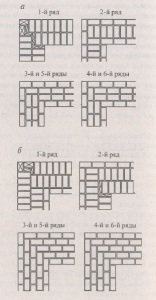 а
1-й ряд 2-й ряд
3-й и 5-й ряды 4-й и 6-й ряды
б
1-й ряд 2-й ряд
3-й и 5-й ряды 4-й и 6-й ряды